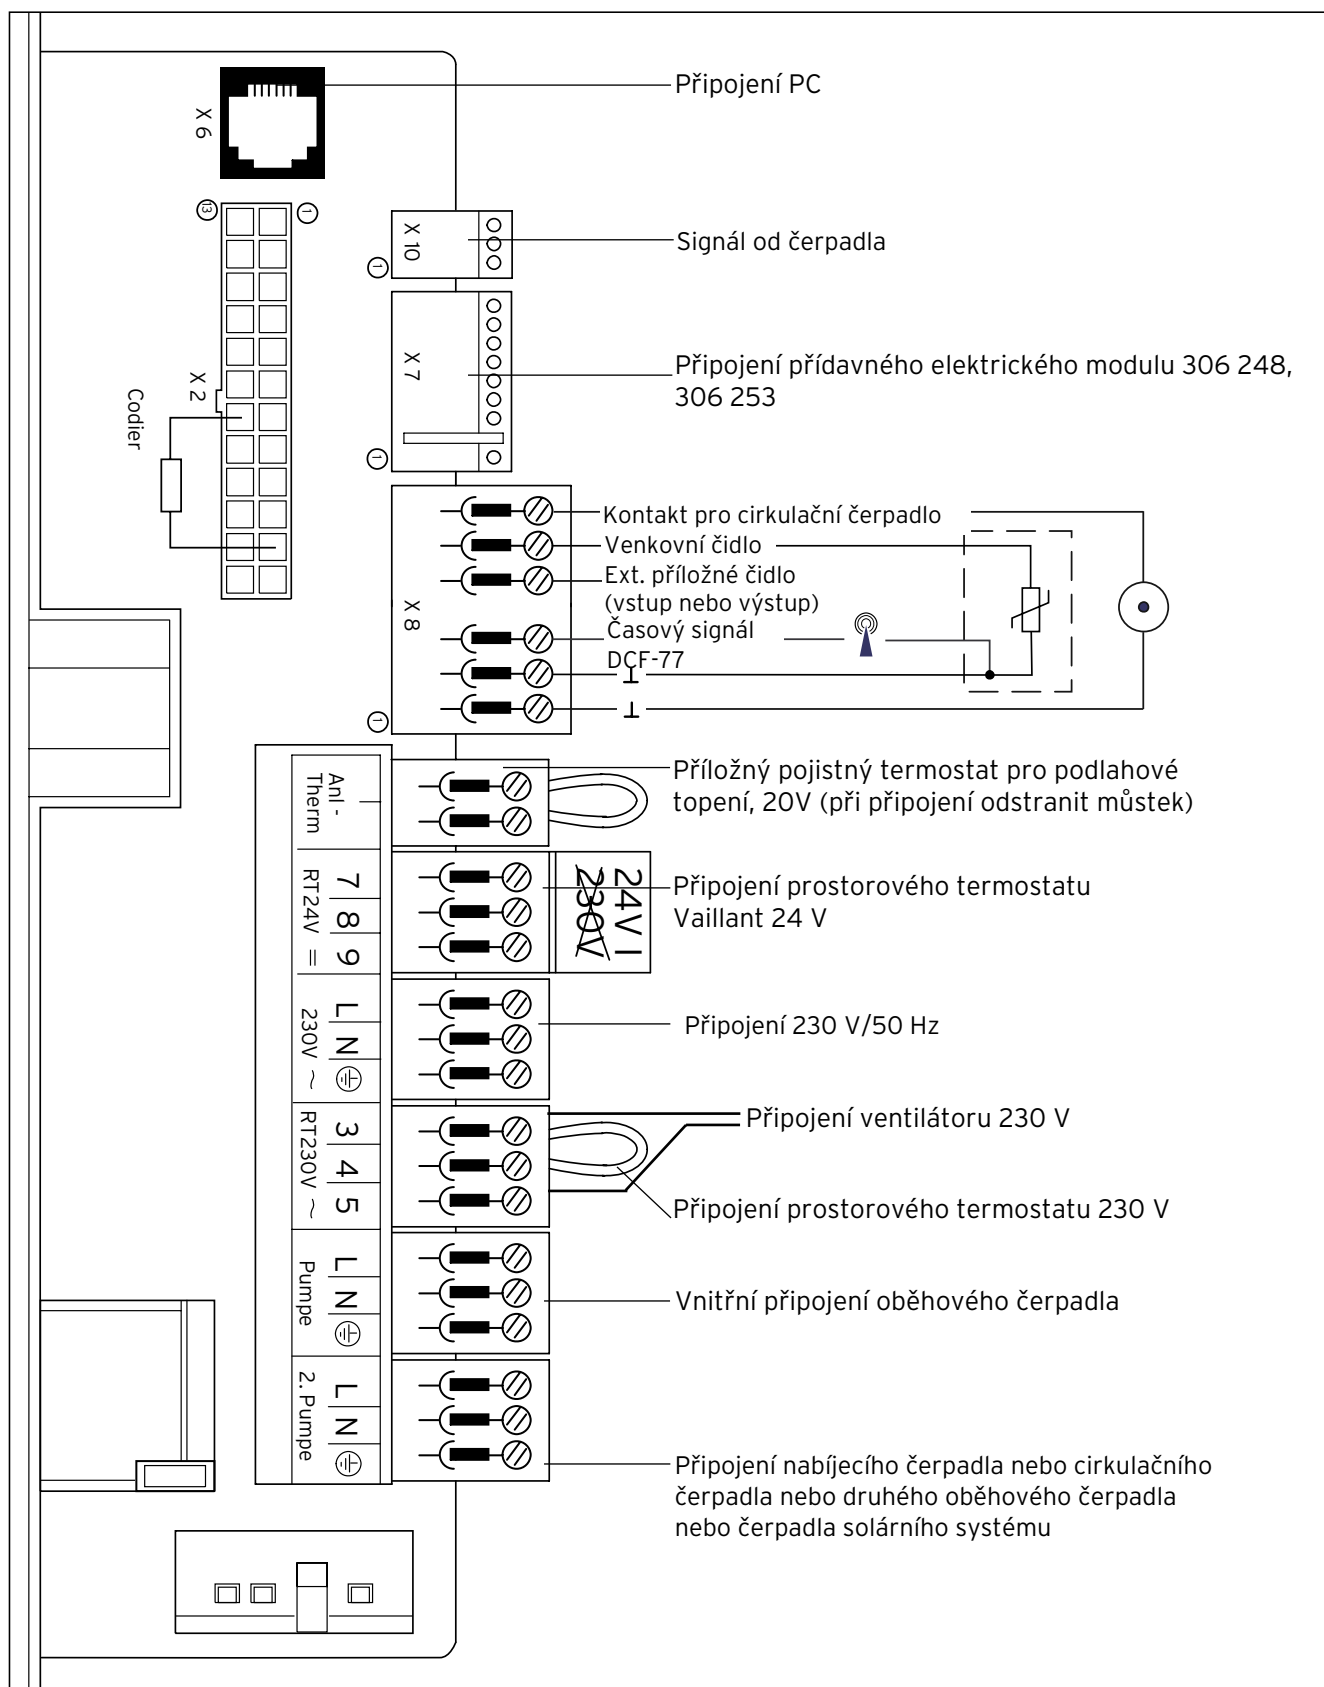 Připojení PC
X 6
13
1
X 10
1
Signál od čerpadla
X 7
1
Připojení přídavného elektrického modulu 306 248,
306 253
X 2
Codier
Kontakt pro cirkulační čerpadlo
Venkovní čidlo
Ext. příložné čidlo
(vstup nebo výstup)
Časový signál
DCF-77
X 8
1
Anl -
Therm
Příložný pojistný termostat pro podlahové
topení, 20V (při připojení odstranit můstek)
7 8 9
RT24V =
24V I
230V
Připojení prostorového termostatu
Vaillant 24 V
L N
230V ~
Připojení 230 V/50 Hz
3 4 5
RT230V ~
Připojení ventilátoru 230 V
Připojení prostorového termostatu 230 V
L N
Pumpe
Vnitřní připojení oběhového čerpadla
L N
2. Pumpe
Připojení nabíjecího čerpadla nebo cirkulačního
čerpadla nebo druhého oběhového čerpadla
nebo čerpadla solárního systému